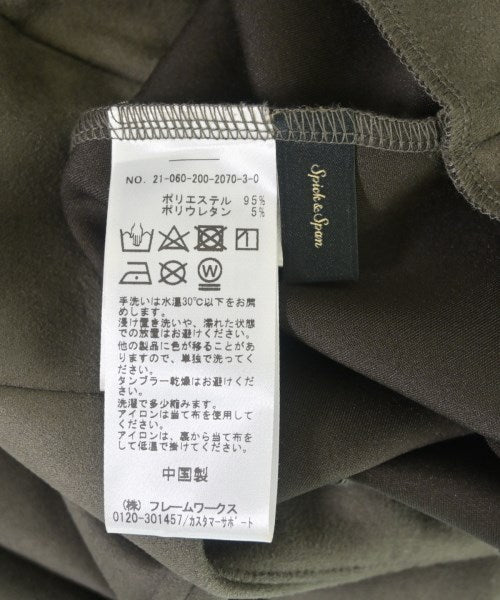 NO. 21-060-200-2070-3-0
ポリエステル 95%
ポリウレタン 5%
手洗いは水温30℃以下をお薦
めします。
浸け置き洗いや、濡れた状態
での放置はお避けください。
他の製品に色が移ることがあ
りますので、単独で洗ってく
ださい。
タンブラー乾燥はお避けくだ
さい。
洗濯で多少縮みます。
アイロンは当て布を使用して
ください。
アイロンは、裏から当て布を
して低温で掛けてください。
中国製
(株) フレームワークス
0120-301457/カスタマーサポート
Spick & Span